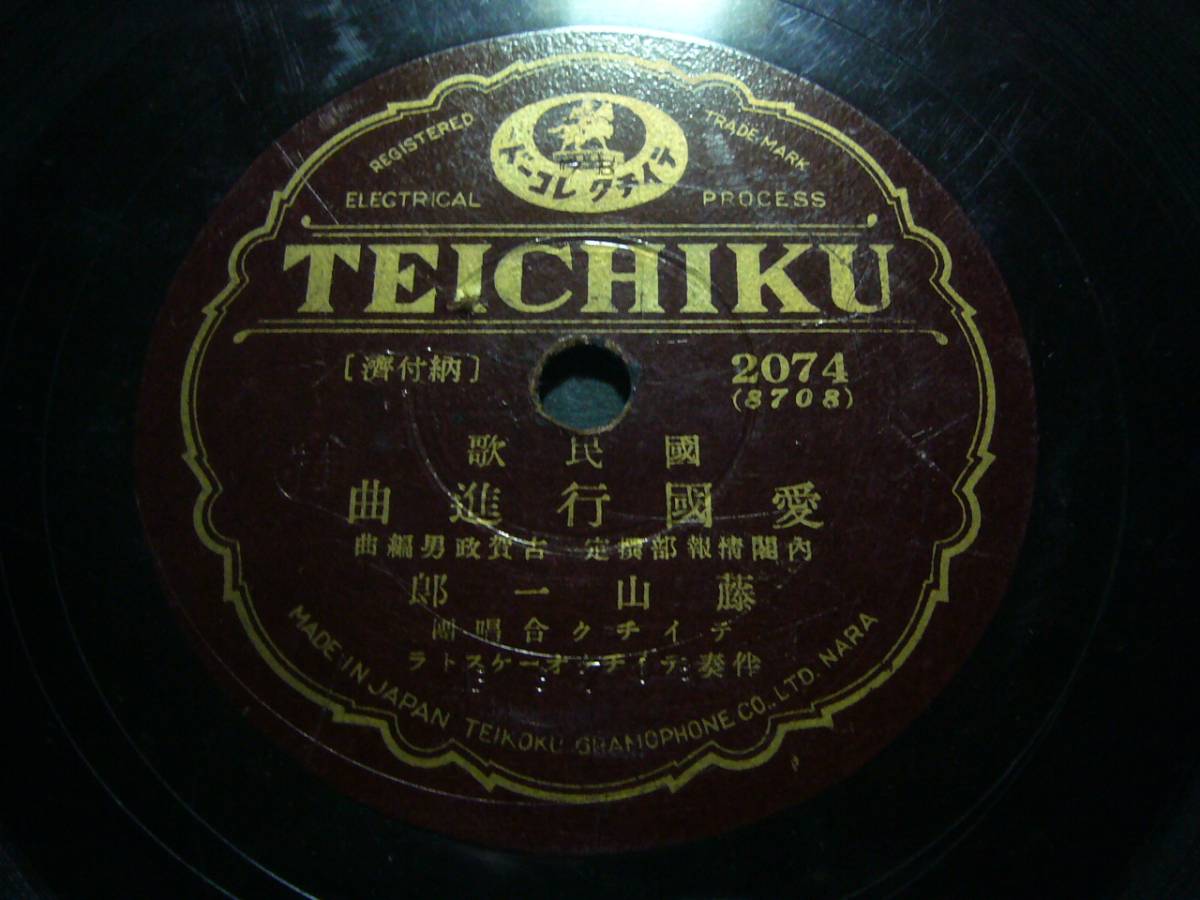 REGISTERED TRADE-MARK
テイチクレコード
ELECTRICAL PROCESS
TEICHIKU
[納付濟]
2074
(8708)
國民歌
愛國行進曲
內閣情報部撰定 古賀政男編曲
藤山一郎
テイチク合唱團
伴奏テイチクオーケストラ
MADE IN JAPAN TEIKOKU GRAMOPHONE CO., LTD. NARA